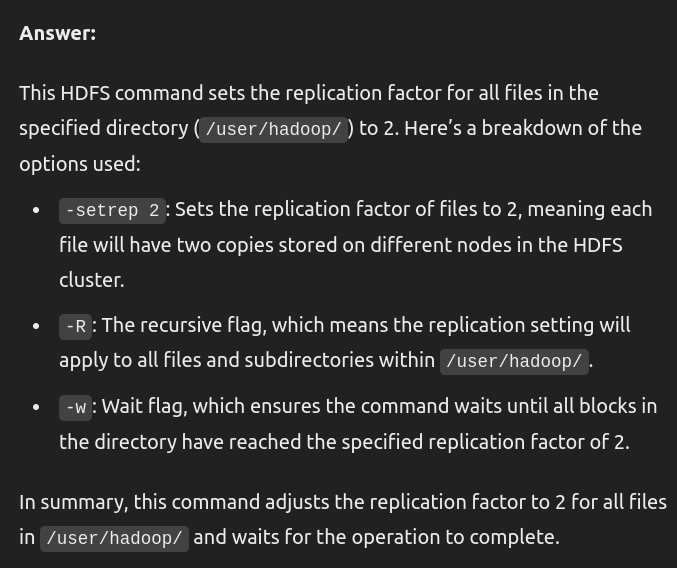 Answer:
This HDFS command sets the replication factor for all files in the
specified directory (/user/hadoop/) to 2. Here’s a breakdown of the
options used:
• -setrep 2: Sets the replication factor of files to 2, meaning each
file will have two copies stored on different nodes in the HDFS
cluster.
• -R: The recursive flag, which means the replication setting will
apply to all files and subdirectories within /user/hadoop/.
• -w: Wait flag, which ensures the command waits until all blocks in
the directory have reached the specified replication factor of 2.
In summary, this command adjusts the replication factor to 2 for all files
in /user/hadoop/ and waits for the operation to complete.